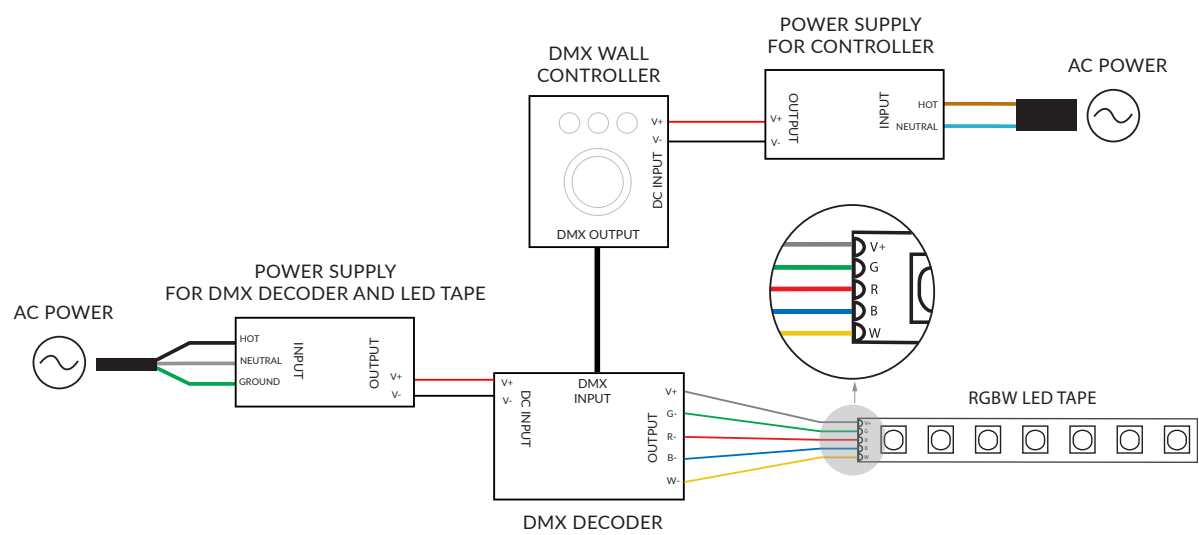 POWER SUPPLY
FOR CONTROLLER
DMX WALL
CONTROLLER
AC POWER
V+
V-
DC INPUT
DMX OUTPUT
V+
V-
OUTPUT
INPUT
HOT
NEUTRAL
POWER SUPPLY
FOR DMX DECODER AND LED TAPE
AC POWER
HOT
NEUTRAL
GROUND
INPUT
OUTPUT
V+
V-
V+
V-
DC INPUT
DMX
INPUT
OUTPUT
V+
G-
R-
B-
W-
DMX DECODER
V+
G
R
B
W
RGBW LED TAPE
V+
G
R
B
W